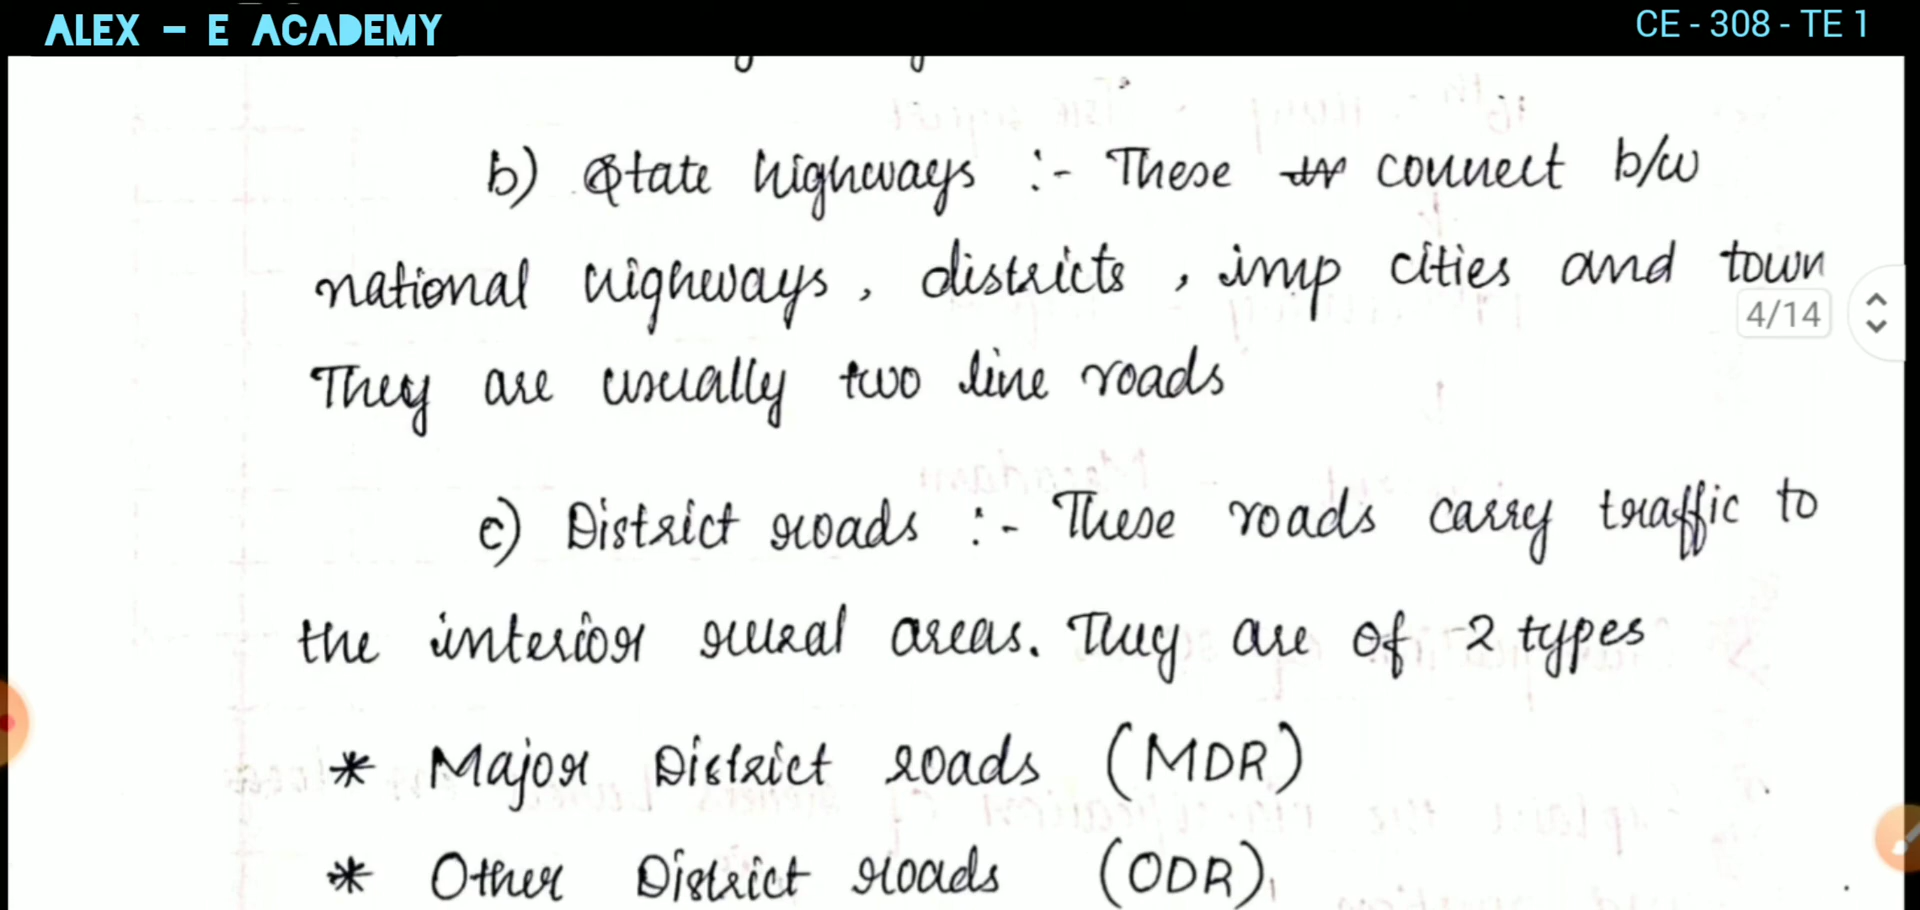 ALEX - E ACADEMY
CE - 308 - TE 1
b) State highways :- These connect b/w
national highways, districts, imp cities and town
4/14
They are usually two line roads
c) District roads :- These roads carry traffic to
the interior rural areas. They are of 2 types
* Major District roads (MDR)
* Other District roads (ODR)